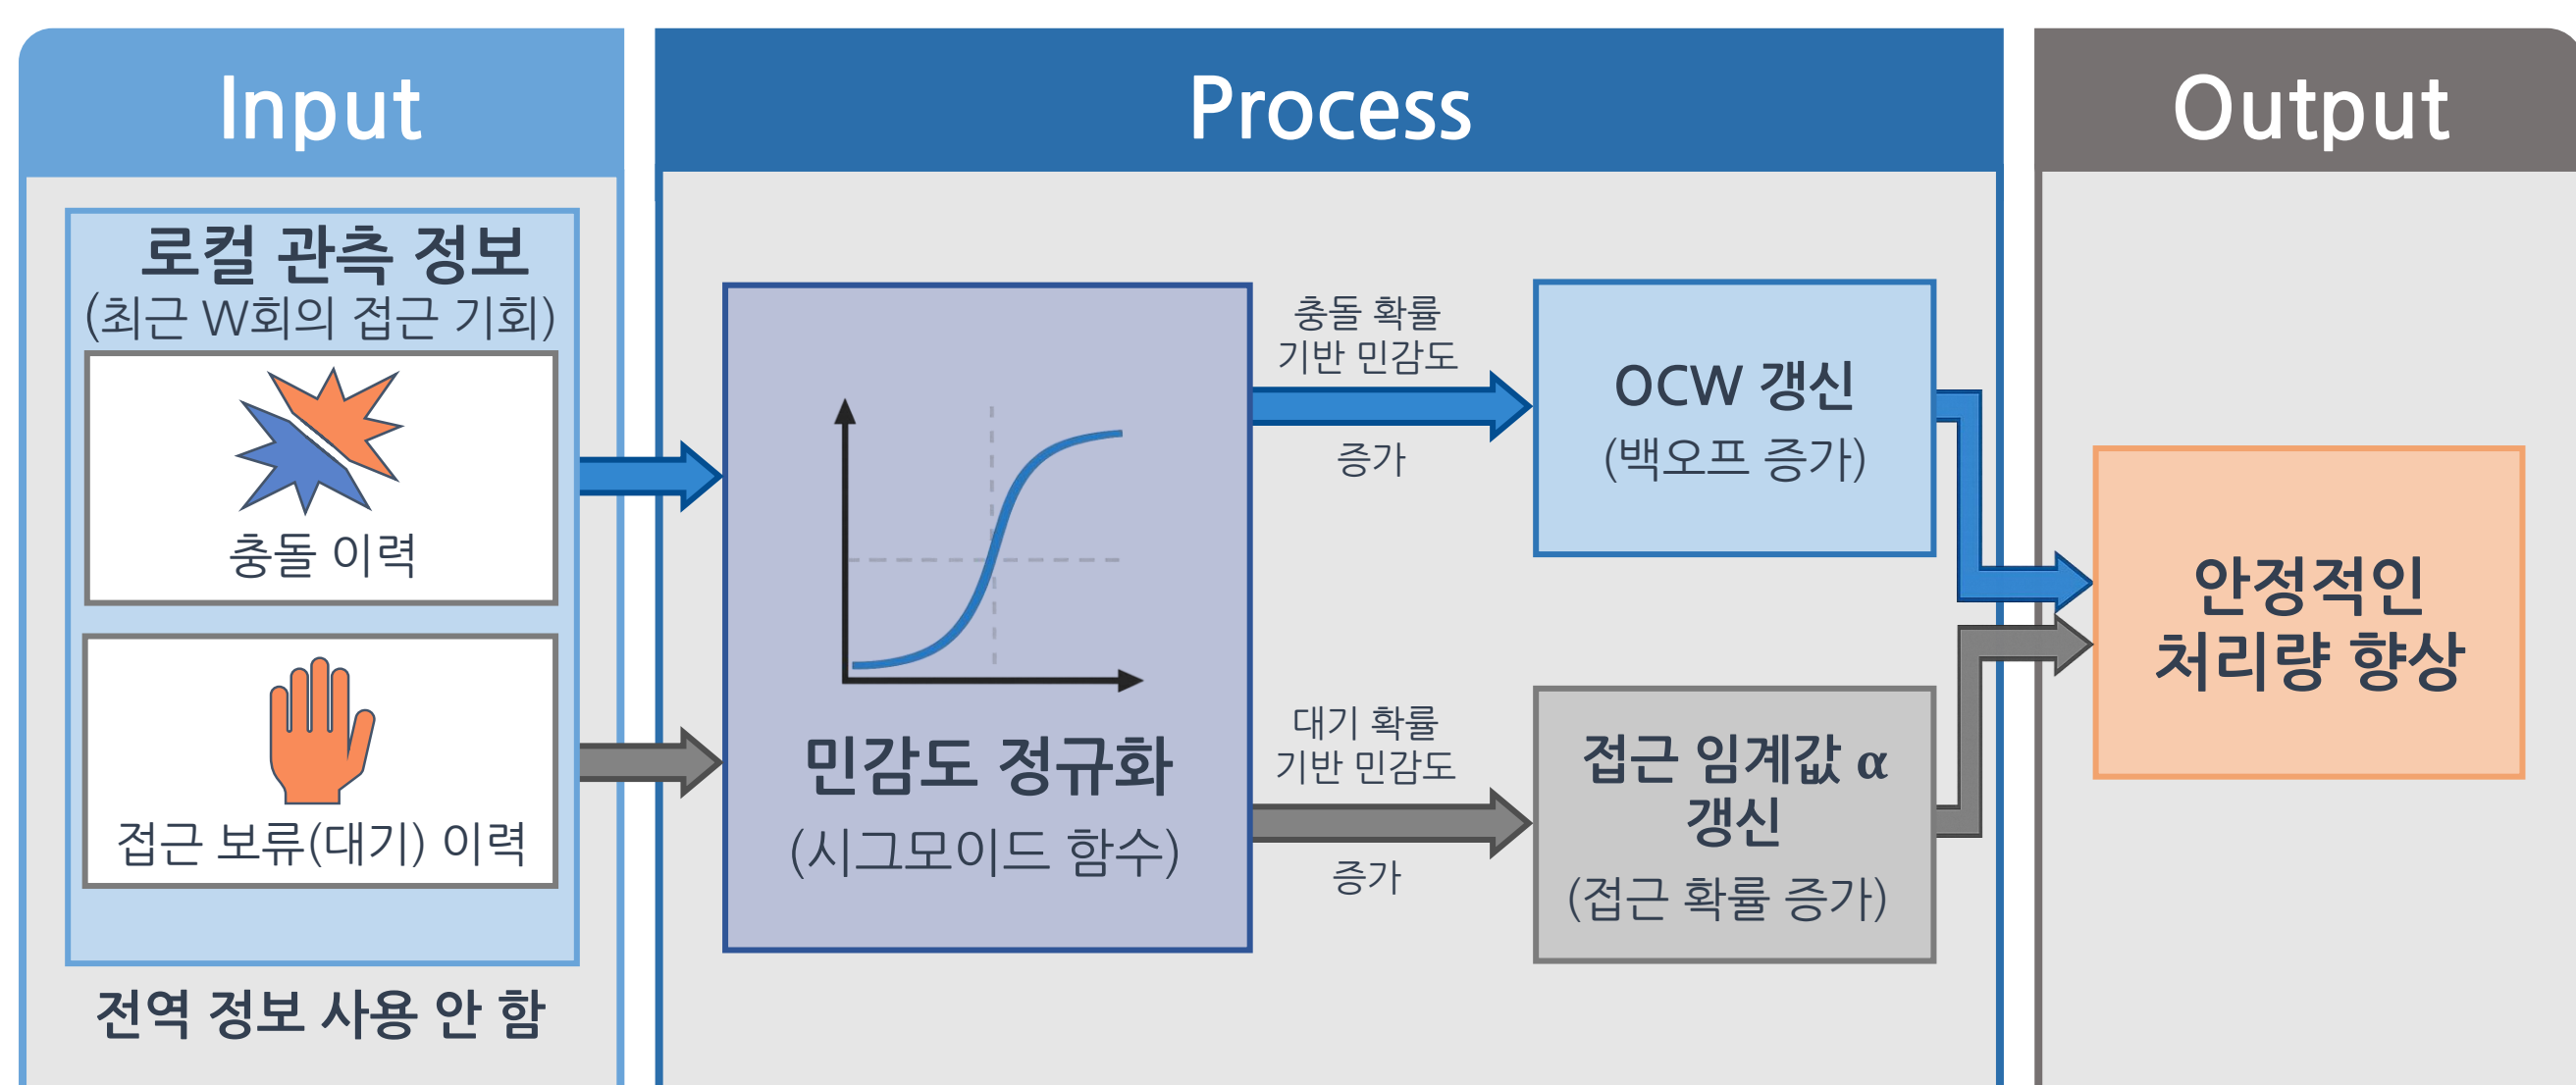 Input
로컬 관측 정보
(최근 W회의 접근 기회)
충돌 이력
접근 보류(대기) 이력
전역 정보 사용 안 함
Process
민감도 정규화
(시그모이드 함수)
충돌 확률
기반 민감도
증가
대기 확률
기반 민감도
증가
OCW 갱신
(백오프 증가)
접근 임계값 α
갱신
(접근 확률 증가)
Output
안정적인
처리량 향상